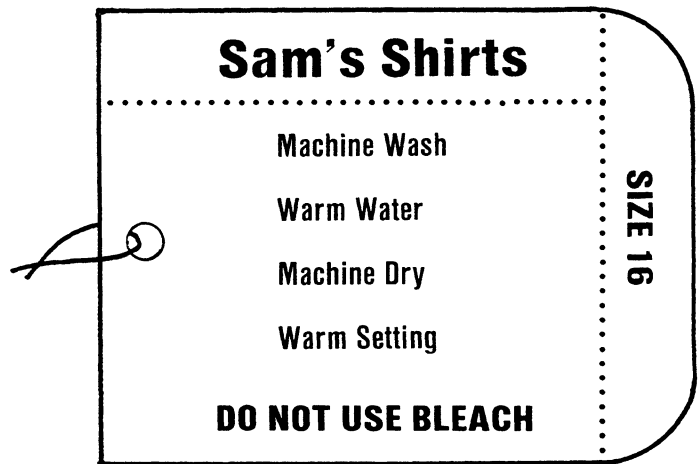 Sam's Shirts
Machine Wash
Warm Water
Machine Dry
Warm Setting
DO NOT USE BLEACH
SIZE 16